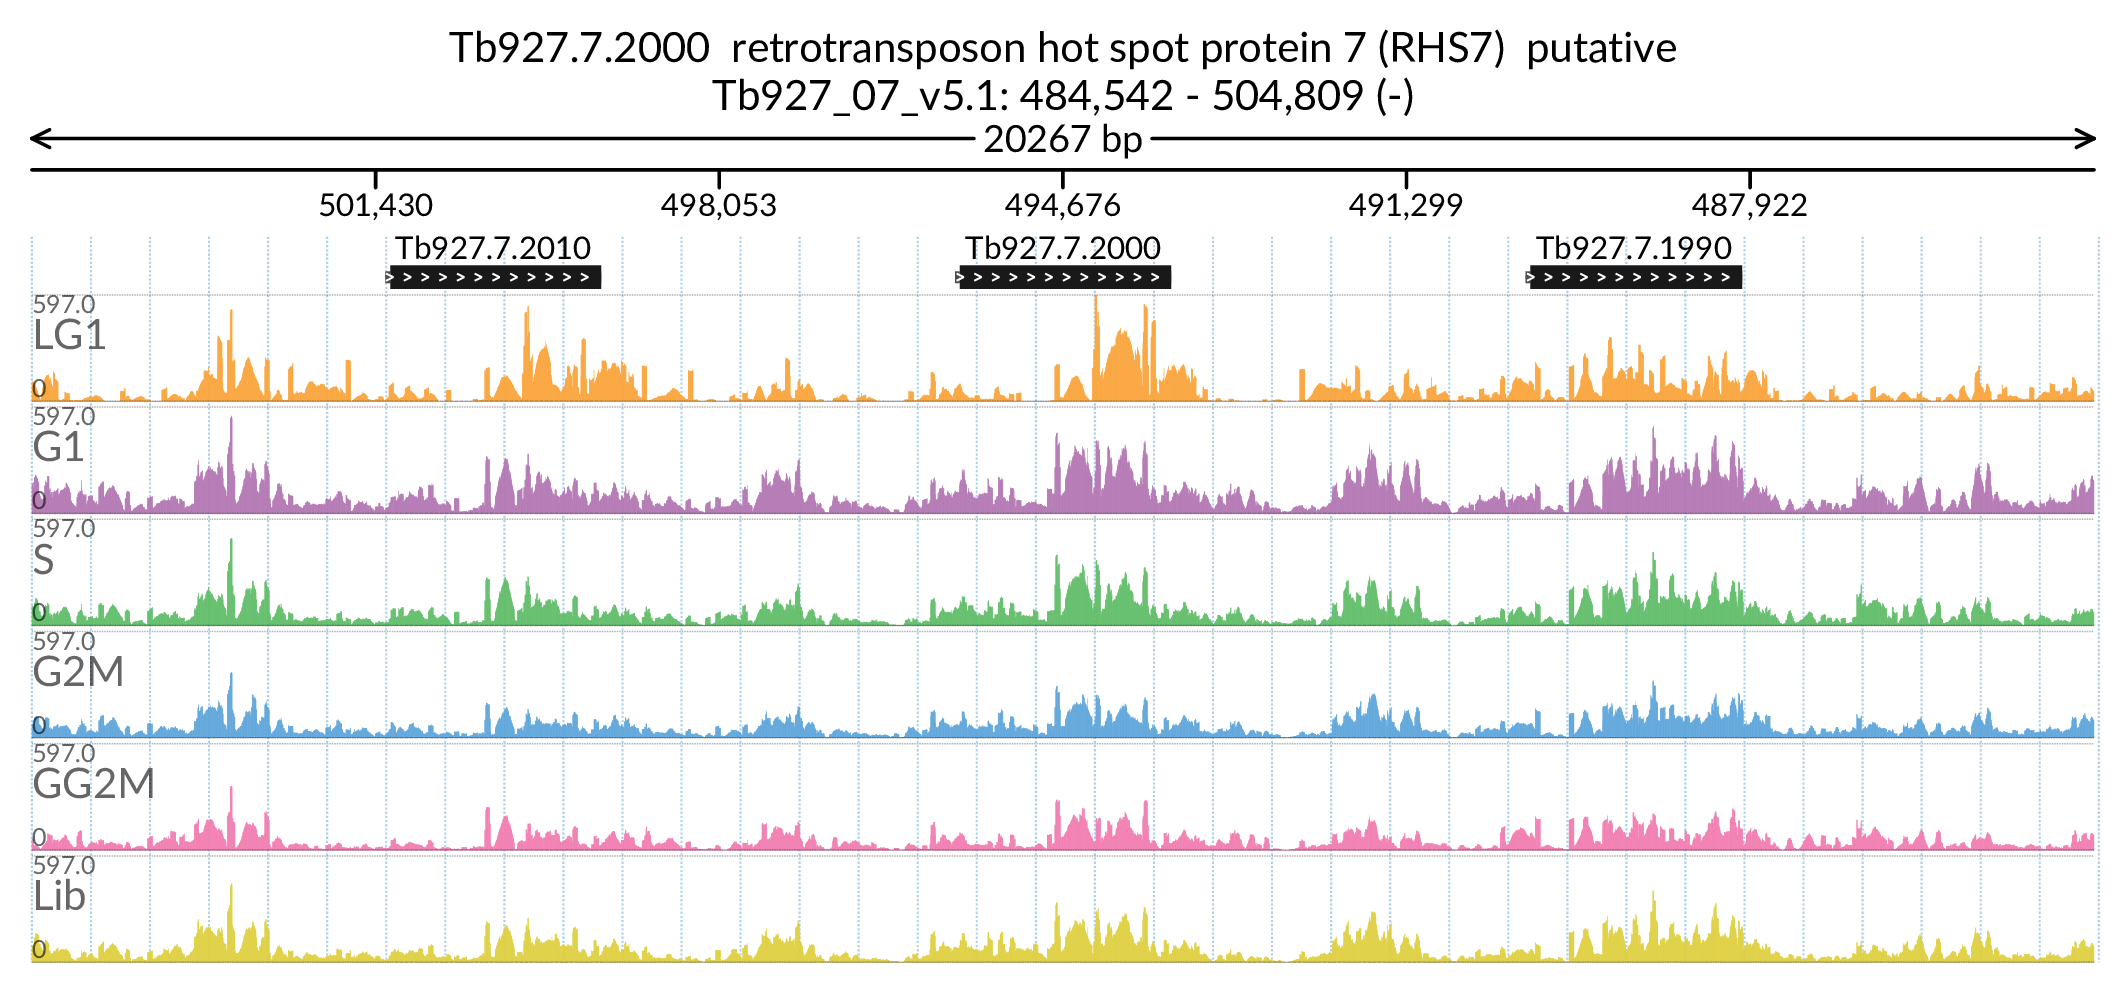 Tb927.7.2000 retrotransposon hot spot protein 7 (RHS7) putative
Tb927_07_v5.1: 484,542 - 504,809 (-)
20267 bp
501,430 498,053 494,676 491,299 487,922
Tb927.7.2010 Tb927.7.2000 Tb927.7.1990
597.0
LG1
0
597.0
G1
0
597.0
S
0
597.0
G2M
0
597.0
GG2M
0
597.0
Lib
0